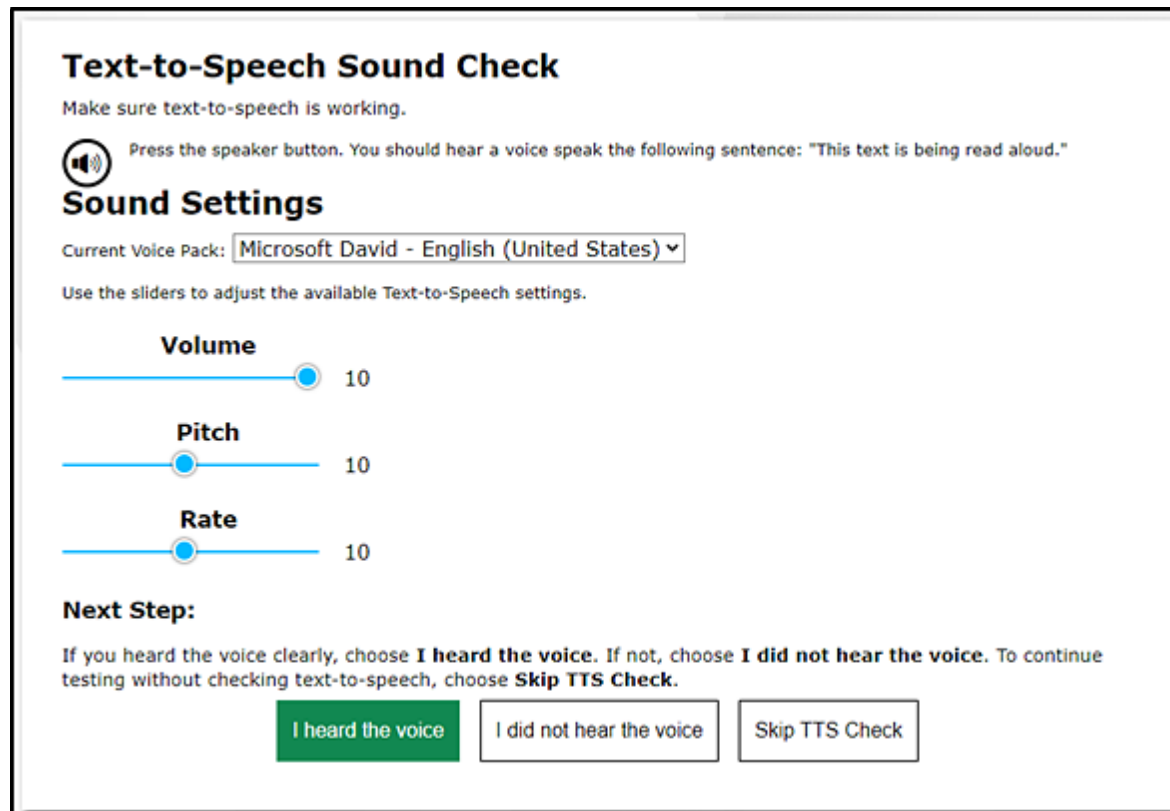 Text-to-Speech Sound Check
Make sure text-to-speech is working.
Press the speaker button. You should hear a voice speak the following sentence: "This text is being read aloud."
Sound Settings
Current Voice Pack: Microsoft David - English (United States)
Use the sliders to adjust the available Text-to-Speech settings.
Volume
10
Pitch
10
Rate
10
Next Step:
If you heard the voice clearly, choose I heard the voice. If not, choose I did not hear the voice. To continue
testing without checking text-to-speech, choose Skip TTS Check.
I heard the voice I did not hear the voice Skip TTS Check